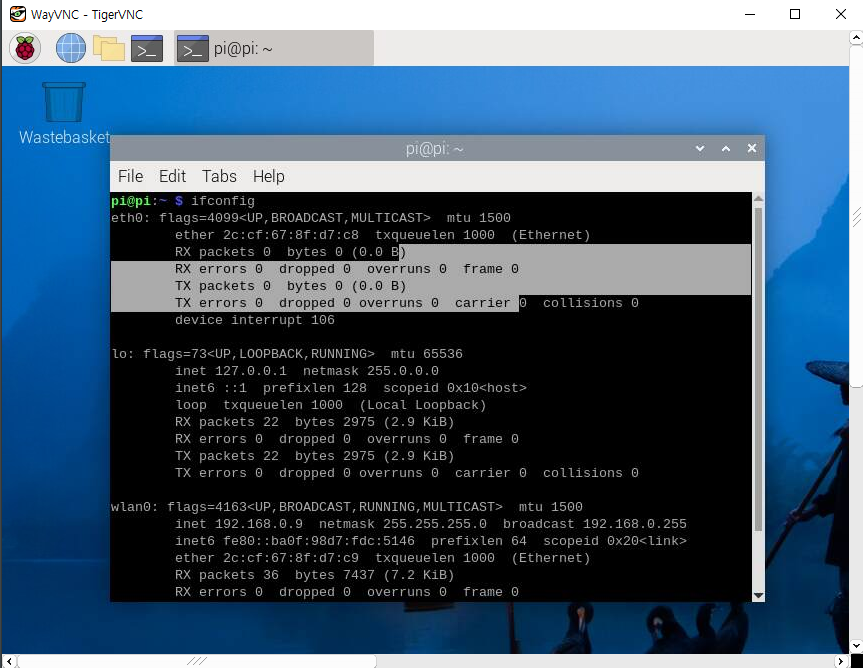 WayVNC - TigerVNC
pi@pi: ~
Wastebasket
pi@pi: ~
File Edit Tabs Help
pi@pi:~ $ ifconfig
eth0: flags=4099<UP,BROADCAST,MULTICAST>  mtu 1500
        ether 2c:cf:67:8f:d7:c8  txqueuelen 1000  (Ethernet)
        RX packets 0  bytes 0 (0.0 B)
        RX errors 0  dropped 0  overruns 0  frame 0
        TX packets 0  bytes 0 (0.0 B)
        TX errors 0  dropped 0 overruns 0  carrier 0  collisions 0
        device interrupt 106
lo: flags=73<UP,LOOPBACK,RUNNING>  mtu 65536
        inet 127.0.0.1  netmask 255.0.0.0
        inet6 ::1  prefixlen 128  scopeid 0x10<host>
        loop  txqueuelen 1000  (Local Loopback)
        RX packets 22  bytes 2975 (2.9 KiB)
        RX errors 0  dropped 0  overruns 0  frame 0
        TX packets 22  bytes 2975 (2.9 KiB)
        TX errors 0  dropped 0 overruns 0  carrier 0  collisions 0
wlan0: flags=4163<UP,BROADCAST,RUNNING,MULTICAST>  mtu 1500
        inet 192.168.0.9  netmask 255.255.255.0  broadcast 192.168.0.255
        inet6 fe80::ba0f:98d7:fdc:5146  prefixlen 64  scopeid 0x20<link>
        ether 2c:cf:67:8f:d7:c9  txqueuelen 1000  (Ethernet)
        RX packets 36  bytes 7437 (7.2 KiB)
        RX errors 0  dropped 0  overruns 0  frame 0